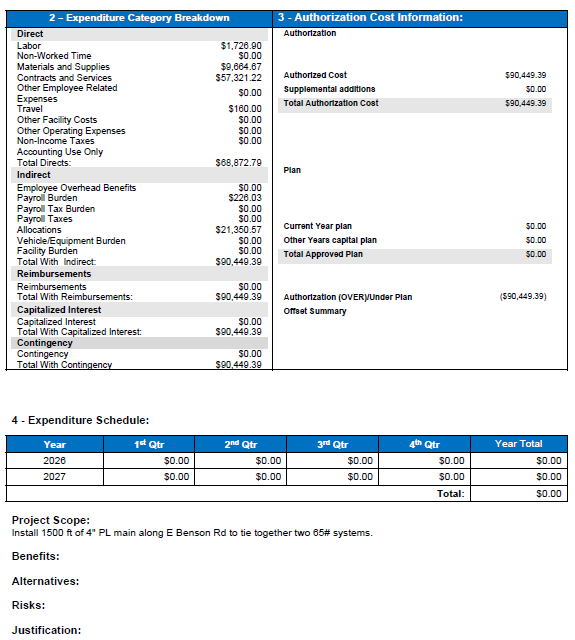 2 – Expenditure Category Breakdown
Direct
Labor $1,726.90
Non-Worked Time $0.00
Materials and Supplies $9,664.67
Contracts and Services $57,321.22
Other Employee Related
Expenses $0.00
Travel $160.00
Other Facility Costs $0.00
Other Operating Expenses $0.00
Non-Income Taxes $0.00
Accounting Use Only
Total Directs: $68,872.79
Indirect
Employee Overhead Benefits $0.00
Payroll Burden $226.03
Payroll Tax Burden $0.00
Payroll Taxes $0.00
Allocations $21,350.57
Vehicle/Equipment Burden $0.00
Facility Burden $0.00
Total With Indirect: $90,449.39
Reimbursements
Reimbursements $0.00
Total With Reimbursements: $90,449.39
Capitalized Interest
Capitalized Interest $0.00
Total With Capitalized Interest: $90,449.39
Contingency
Contingency $0.00
Total With Contingency $90,449.39
3 - Authorization Cost Information:
Authorization
Authorized Cost $90,449.39
Supplemental additions $0.00
Total Authorization Cost $90,449.39
Plan
Current Year plan $0.00
Other Years capital plan $0.00
Total Approved Plan $0.00
Authorization (OVER)/Under Plan ($90,449.39)
Offset Summary
4 - Expenditure Schedule:
Year 1st Qtr 2nd Qtr 3rd Qtr 4th Qtr Year Total
2026 $0.00 $0.00 $0.00 $0.00 $0.00
2027 $0.00 $0.00 $0.00 $0.00 $0.00
Total: $0.00
Project Scope:
Install 1500 ft of 4" PL main along E Benson Rd to tie together two 65# systems.
Benefits:
Alternatives:
Risks:
Justification: